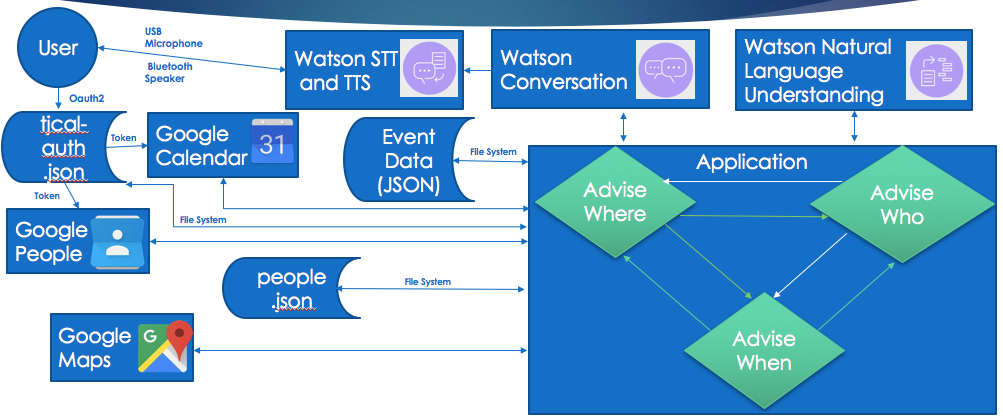 User
USB
Microphone
Bluetooth
Speaker
Watson STT
and TTS
Watson
Conversation
Watson Natural
Language
Understanding
Oauth2
tical-
auth
.json
Token
Google
Calendar
31
Event
Data
(JSON)
File System
Application
Advise
Where
Advise
Who
Token
File System
Google
People
people
.json
File System
Google
Maps
G
Advise
When